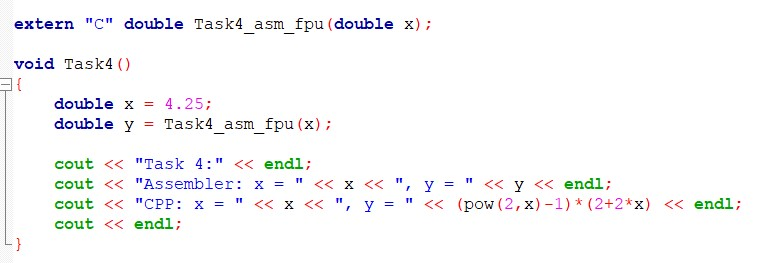 extern "C" double Task4_asm_fpu(double x);
void Task4()
{
double x = 4.25;
double y = Task4_asm_fpu(x);
cout << "Task 4:" << endl;
cout << "Assembler: x = " << x << ", y = " << y << endl;
cout << "CPP: x = " << x << ", y = " << (pow(2,x)-1)*(2+2*x) << endl;
cout << endl;
}